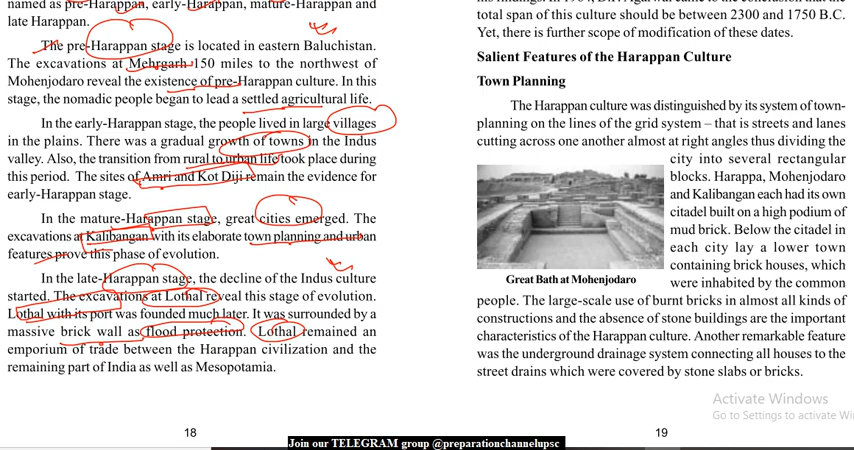 named as pre-Harappan, early-Harappan, mature-Harappan and
late Harappan.
The pre-Harappan stage is located in eastern Baluchistan.
The excavations at Mehrgarh 150 miles to the northwest of
Mohenjodaro reveal the existence of pre-Harappan culture. In this
stage, the nomadic people began to lead a settled agricultural life.
In the early-Harappan stage, the people lived in large villages
in the plains. There was a gradual growth of towns in the Indus
valley. Also, the transition from rural to urban life took place during
this period. The sites of Amri and Kot Diji remain the evidence for
early-Harappan stage.
In the mature-Harappan stage, great cities emerged. The
excavations at Kalibangan with its elaborate town planning and urban
features prove this phase of evolution.
In the late-Harappan stage, the decline of the Indus culture
started. The excavations at Lothal reveal this stage of evolution.
Lothal with its port was founded much later. It was surrounded by a
massive brick wall as flood protection. Lothal remained an
emporium of trade between the Harappan civilization and the
remaining part of India as well as Mesopotamia.
18
total span of this culture should be between 2300 and 1750 B.C.
Yet, there is further scope of modification of these dates.
Salient Features of the Harappan Culture
Town Planning
The Harappan culture was distinguished by its system of town-
planning on the lines of the grid system – that is streets and lanes
cutting across one another almost at right angles thus dividing the
city into several rectangular
blocks. Harappa, Mohenjodaro
and Kalibangan each had its own
citadel built on a high podium of
mud brick. Below the citadel in
each city lay a lower town
containing brick houses, which
were inhabited by the common
Great Bath at Mohenjodaro
people. The large-scale use of burnt bricks in almost all kinds of
constructions and the absence of stone buildings are the important
characteristics of the Harappan culture. Another remarkable feature
was the underground drainage system connecting all houses to the
street drains which were covered by stone slabs or bricks.
19
Activate Windows
Go to Settings to activate Wi
Join our TELEGRAM group @preparationchannelupsc